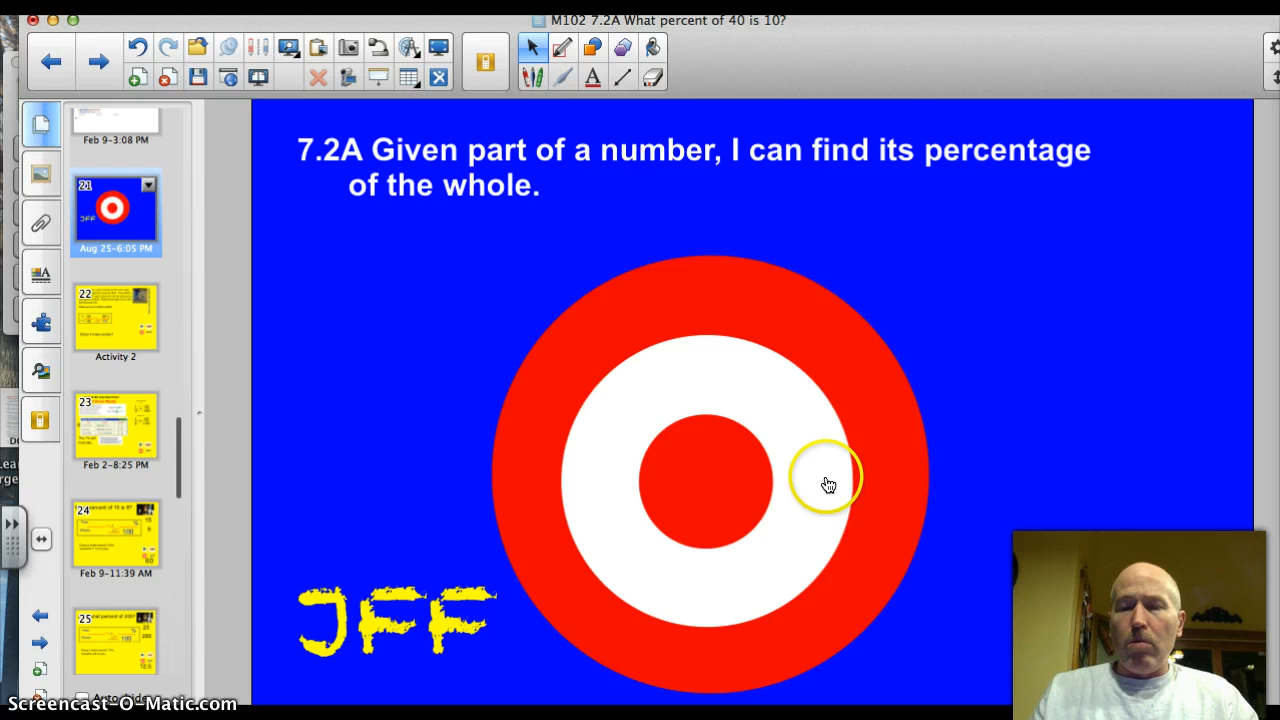 M102 7.2A What percent of 40 is 10?
7.2A Given part of a number, I can find its percentage
of the whole.
JFF
Feb 9-3:08 PM
21
JFF
Aug 25-6:05 PM
22
Activity 2
23
Feb 2-8:25 PM
24
Feb 9-11:39 AM
25
Screencast-O-Matic.com